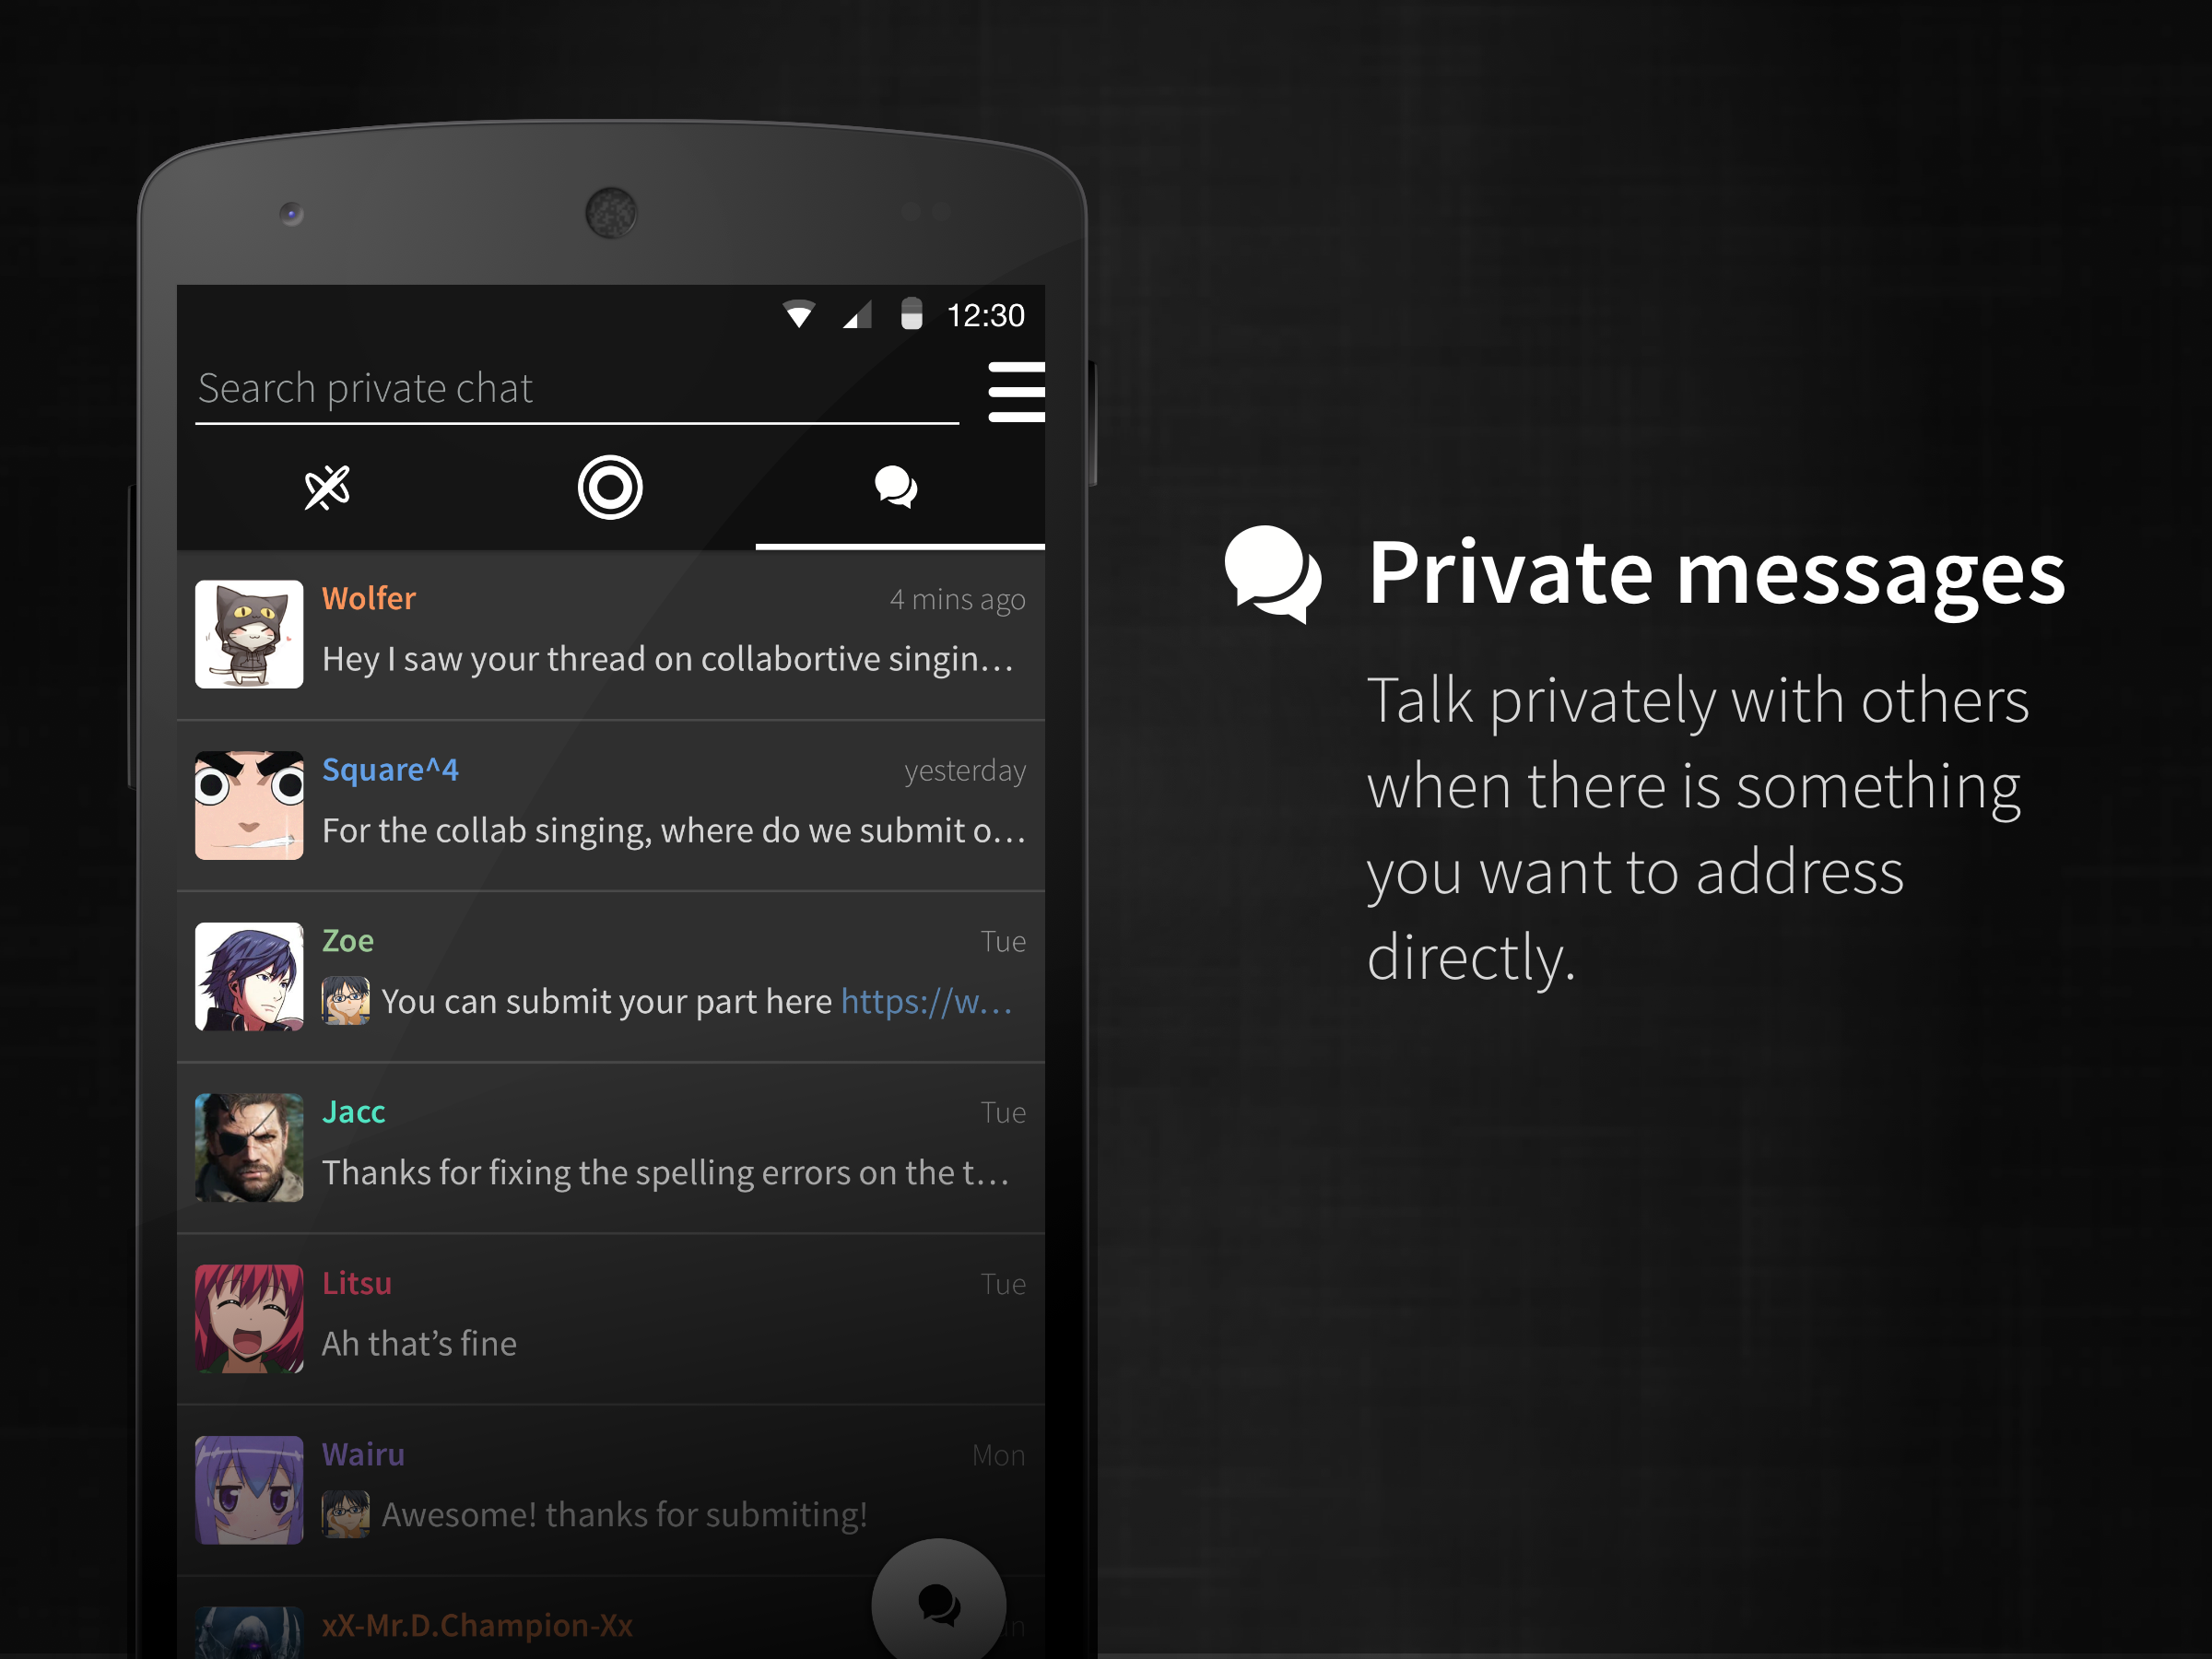 12:30
Search private chat
Wolfer
4 mins ago
Hey I saw your thread on collabortive singin…
Square^4
yesterday
For the collab singing, where do we submit o…
Zoe
Tue
You can submit your part here https://w…
Jacc
Tue
Thanks for fixing the spelling errors on the t…
Litsu
Tue
Ah that’s fine
Wairu
Mon
Awesome! thanks for submiting!
xX-Mr.D.Champion-Xx
Private messages
Talk privately with others
when there is something
you want to address
directly.